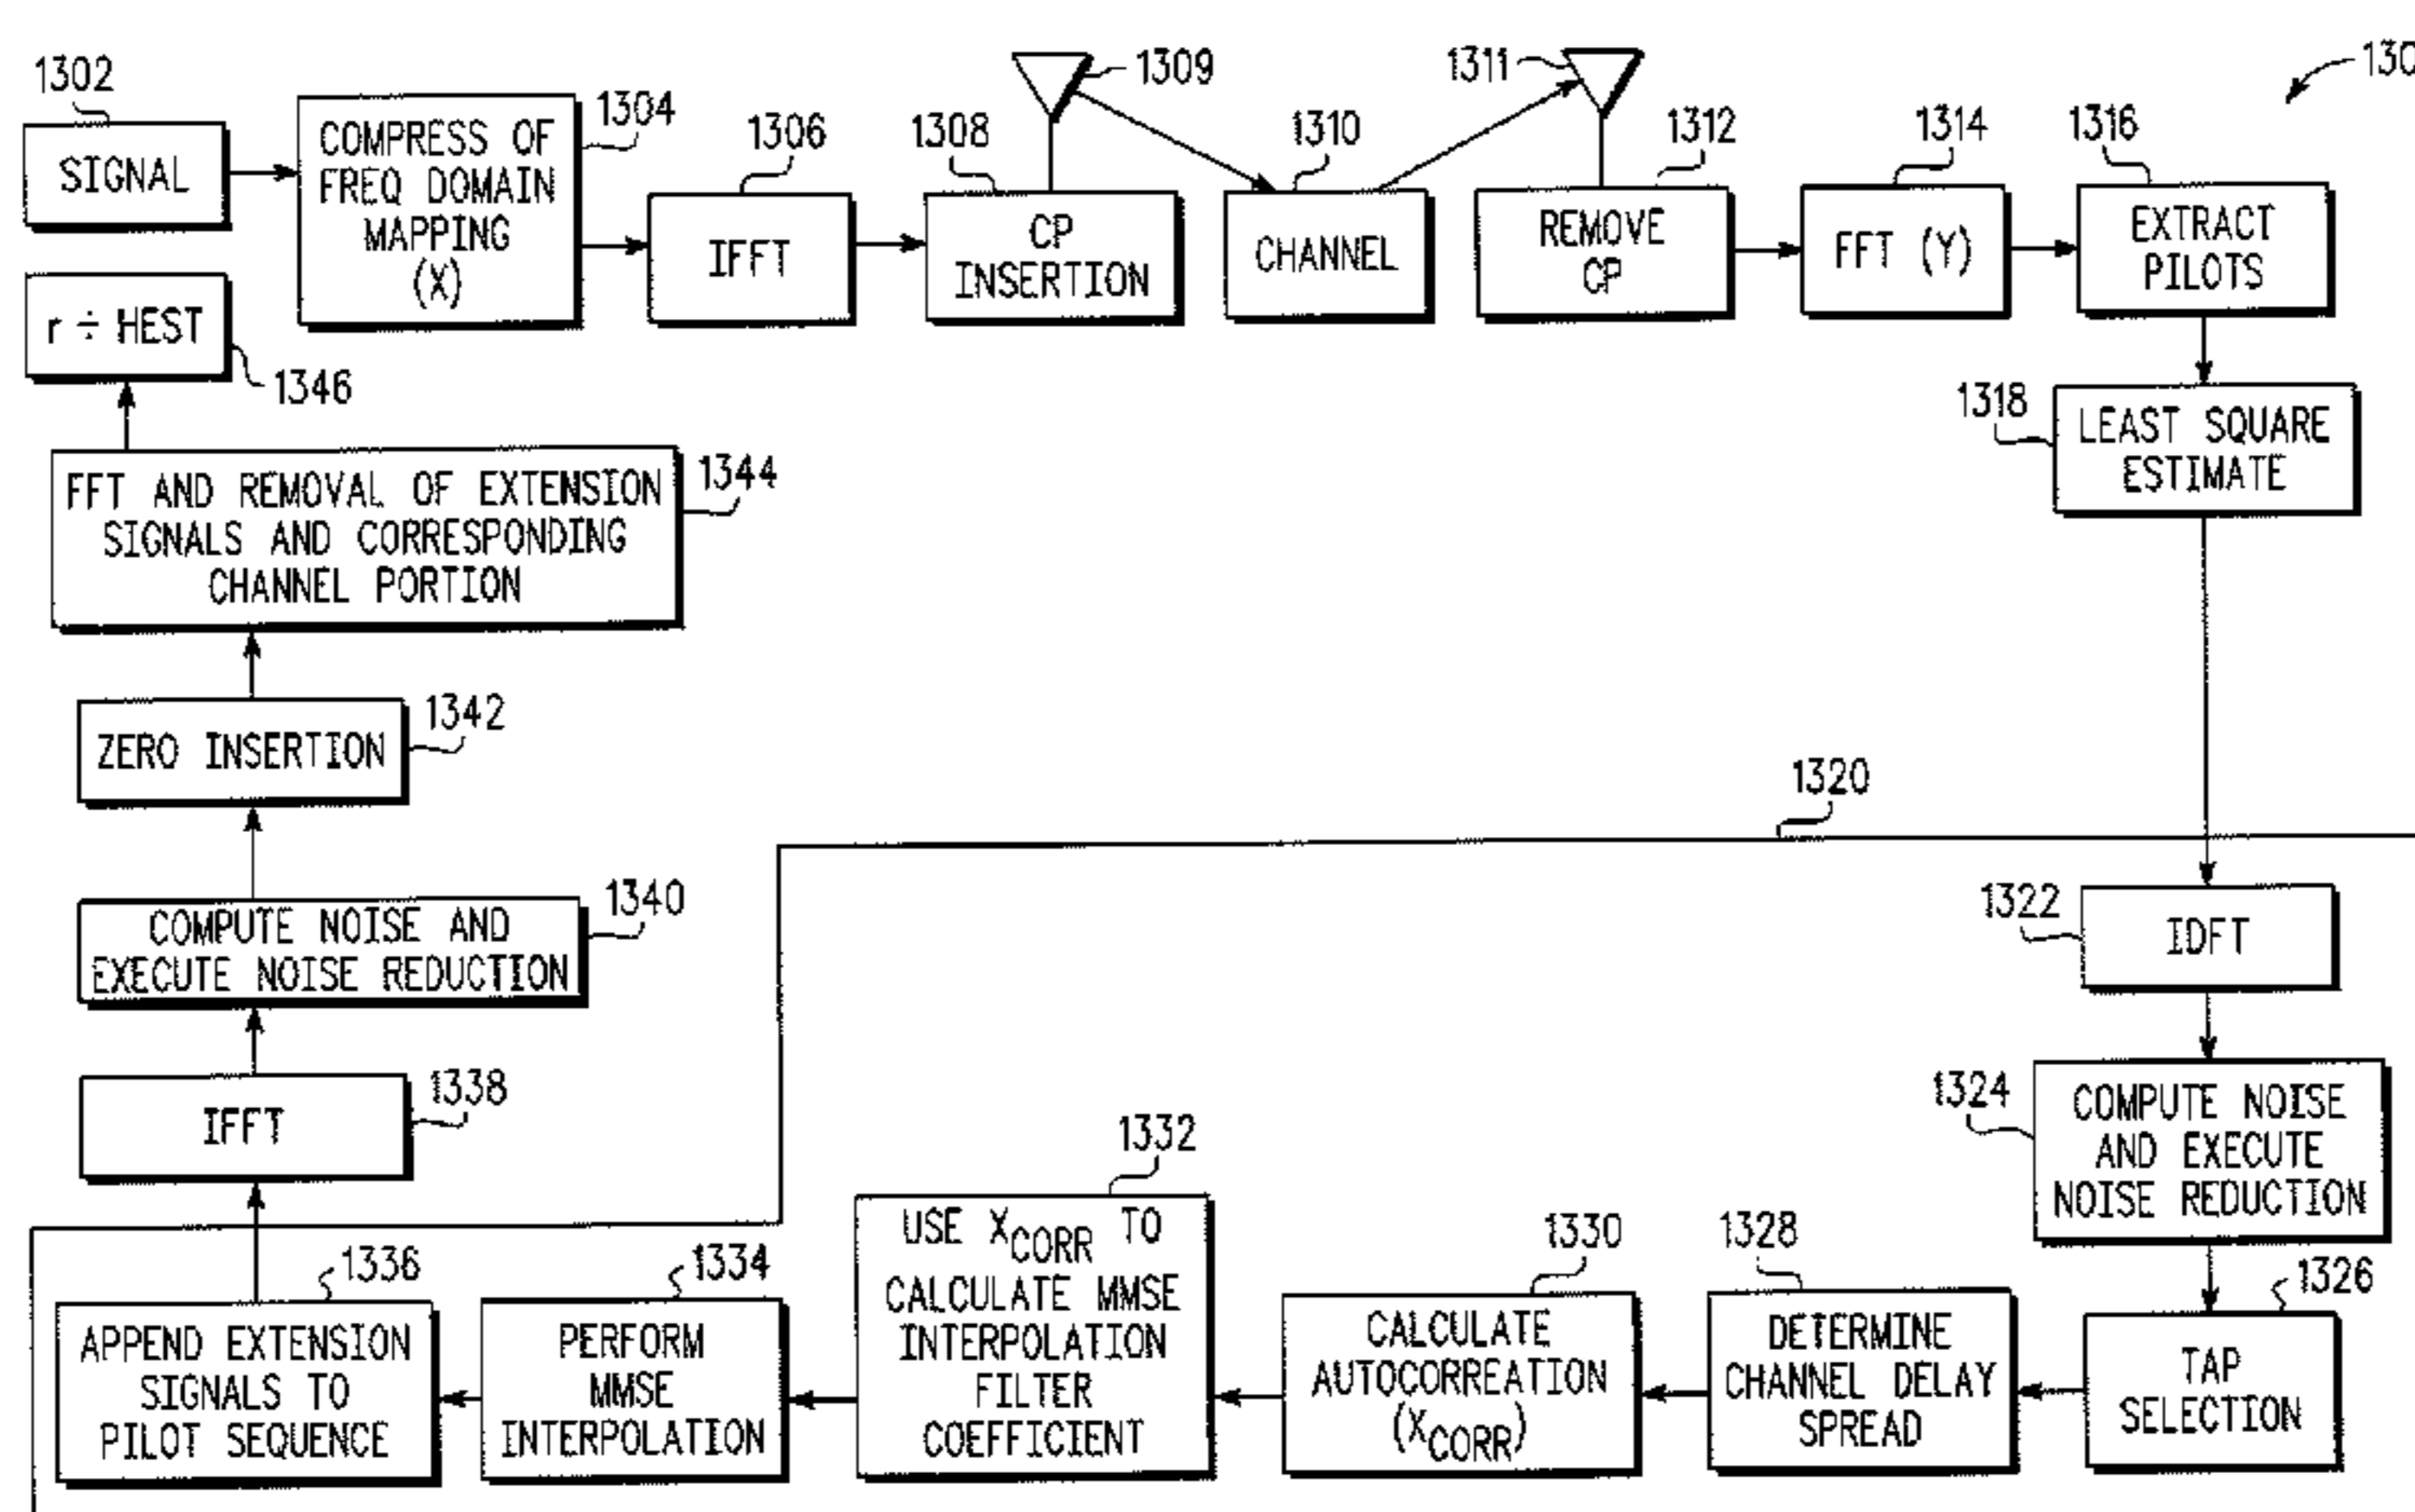 1302
SIGNAL
COMPRESS OF
FREQ DOMAIN
MAPPING
(X)
1304
1306
IFFT
1308
CP
INSERTION
1309
1310
CHANNEL
1311
1312
REMOVE
CP
1314
FFT (Y)
1316
EXTRACT
PILOTS
130
1318
LEAST SQUARE
ESTIMATE
1320
1322
IDFT
1324
COMPUTE NOISE
AND EXECUTE
NOISE REDUCTION
1326
TAP
SELECTION
1328
DETERMINE
CHANNEL DELAY
SPREAD
1330
CALCULATE
AUTOCORREATION
(XCORR)
1332
USE XCORR TO
CALCULATE MMSE
INTERPOLATION
FILTER
COEFFICIENT
1334
PERFORM
MMSE
INTERPOLATION
1336
APPEND EXTENSION
SIGNALS TO
PILOT SEQUENCE
1338
IFFT
1340
COMPUTE NOISE AND
EXECUTE NOISE REDUCTION
1342
ZERO INSERTION
1344
FFT AND REMOVAL OF EXTENSION
SIGNALS AND CORRESPONDING
CHANNEL PORTION
r ÷ HEST
1346